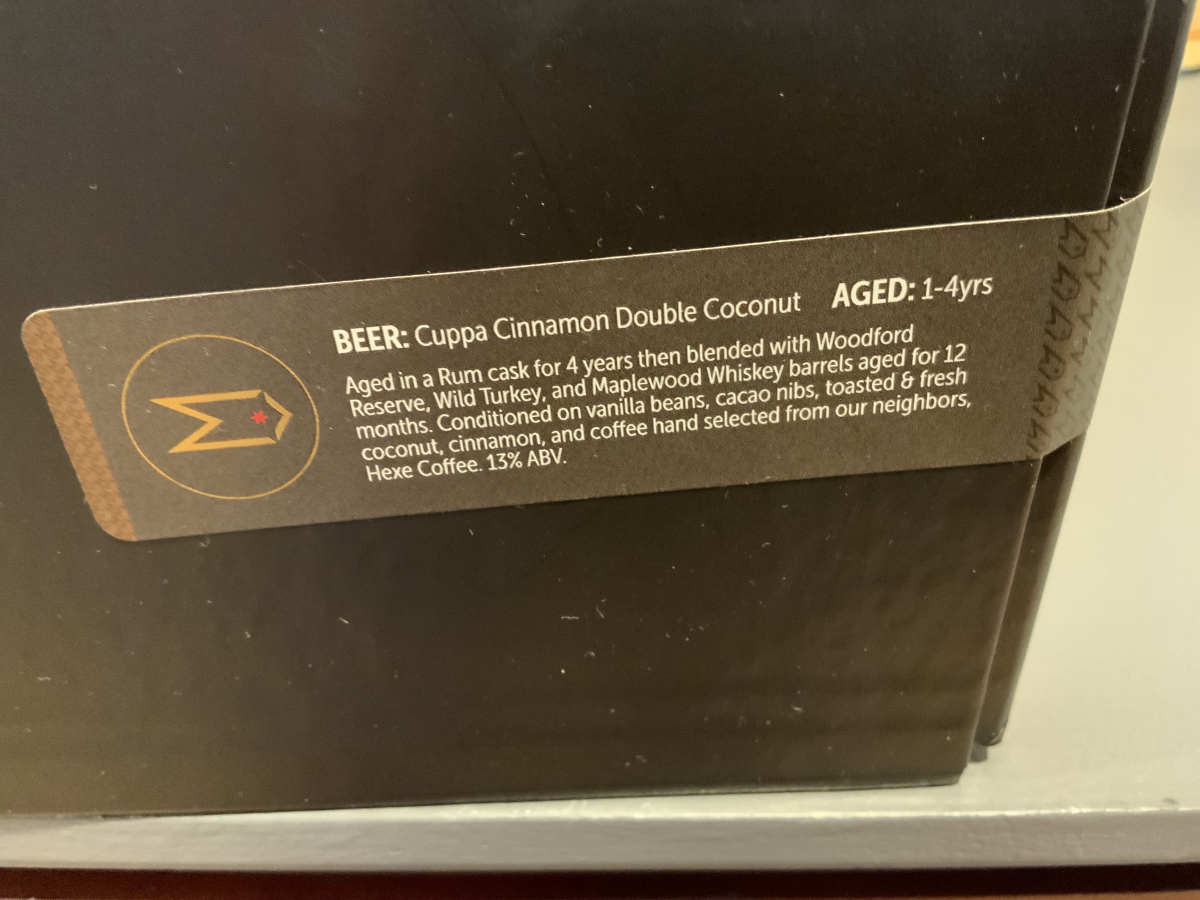 BEER: Cuppa Cinnamon Double Coconut AGED: 1-4yrs
Aged in a Rum cask for 4 years then blended with Woodford
Reserve, Wild Turkey, and Maplewood Whiskey barrels aged for 12
months. Conditioned on vanilla beans, cacao nibs, toasted & fresh
coconut, cinnamon, and coffee hand selected from our neighbors,
Hexe Coffee. 13% ABV.